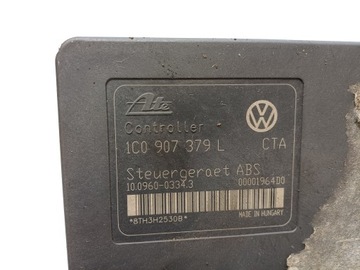 Ate
Controller
1C0 907 379 L CTA
Steuergeraet ABS
10.0960-0334.3 00001964D0
MADE IN HUNGARY
*8TH3H2530B*